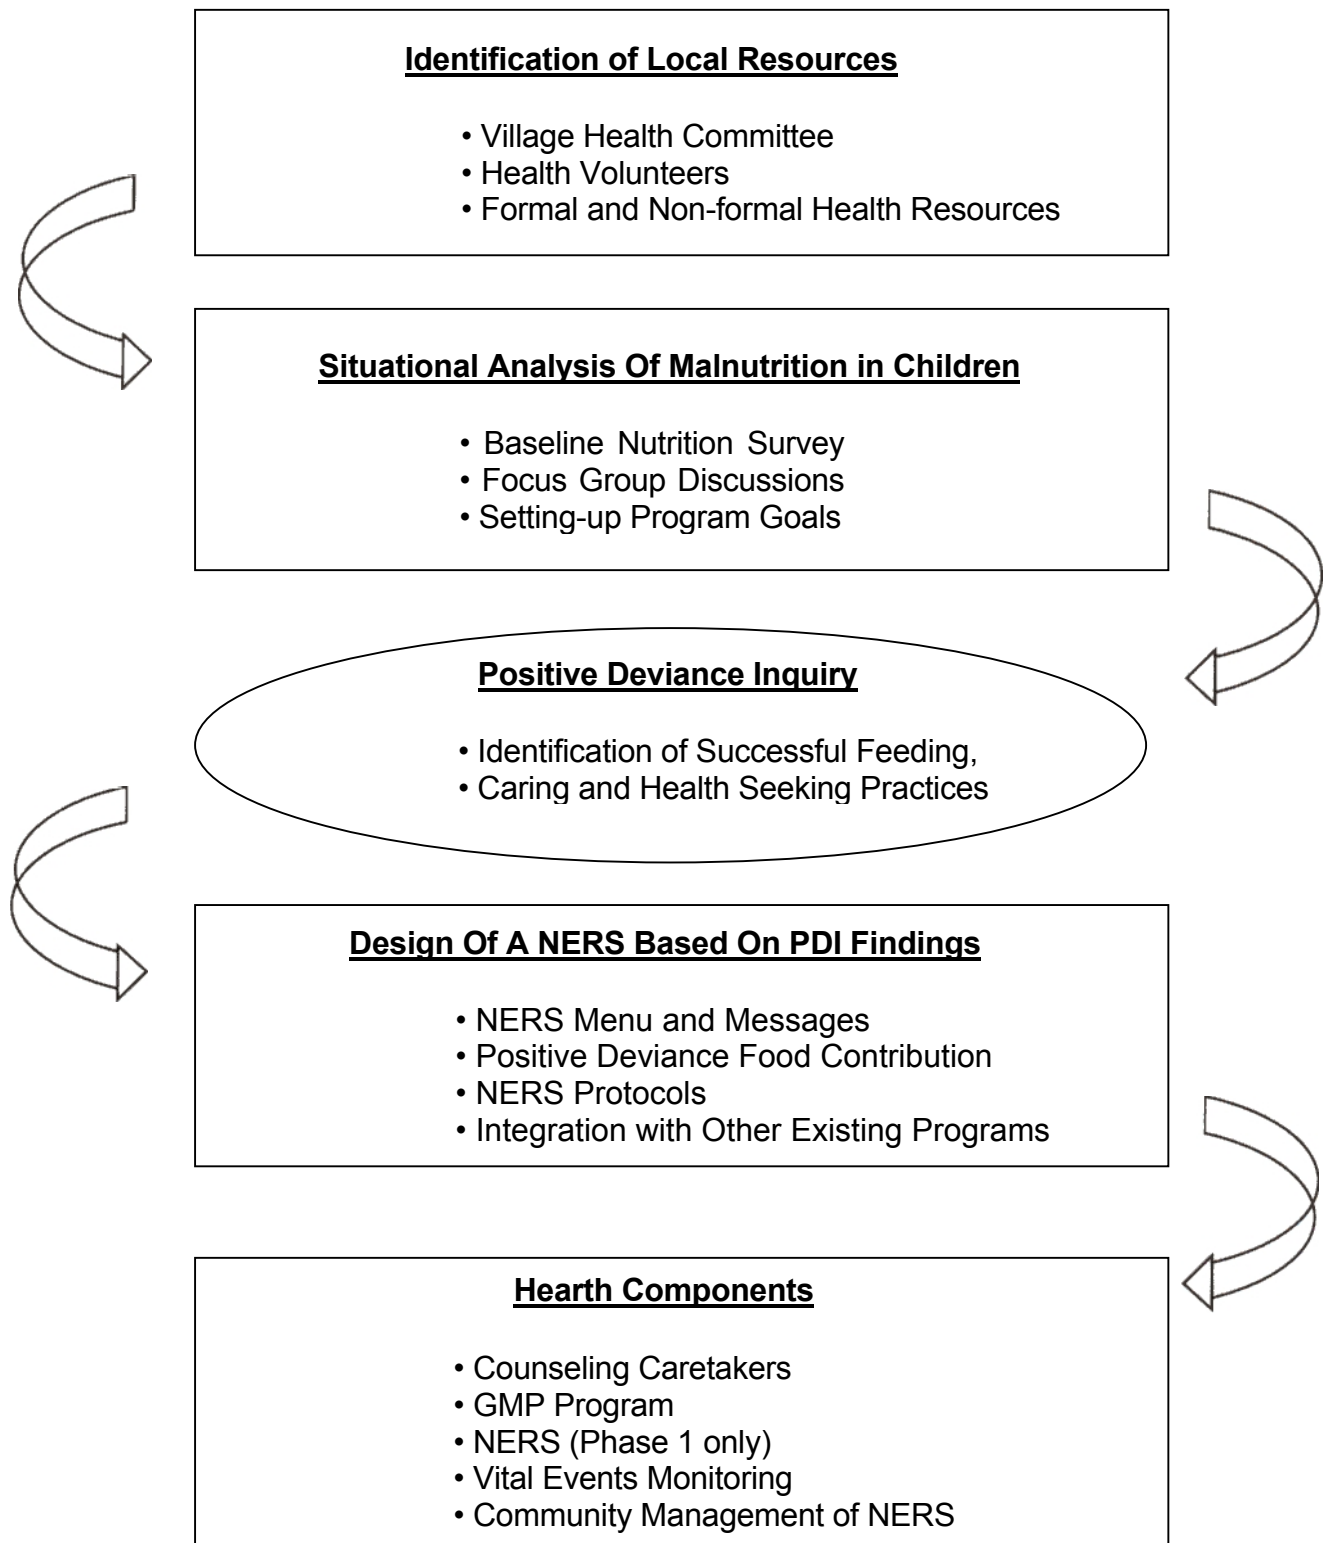 Identification of Local Resources
• Village Health Committee
• Health Volunteers
• Formal and Non-formal Health Resources
Situational Analysis Of Malnutrition in Children
• Baseline Nutrition Survey
• Focus Group Discussions
• Setting-up Program Goals
Positive Deviance Inquiry
• Identification of Successful Feeding,
• Caring and Health Seeking Practices
Design Of A NERS Based On PDI Findings
• NERS Menu and Messages
• Positive Deviance Food Contribution
• NERS Protocols
• Integration with Other Existing Programs
Hearth Components
• Counseling Caretakers
• GMP Program
• NERS (Phase 1 only)
• Vital Events Monitoring
• Community Management of NERS